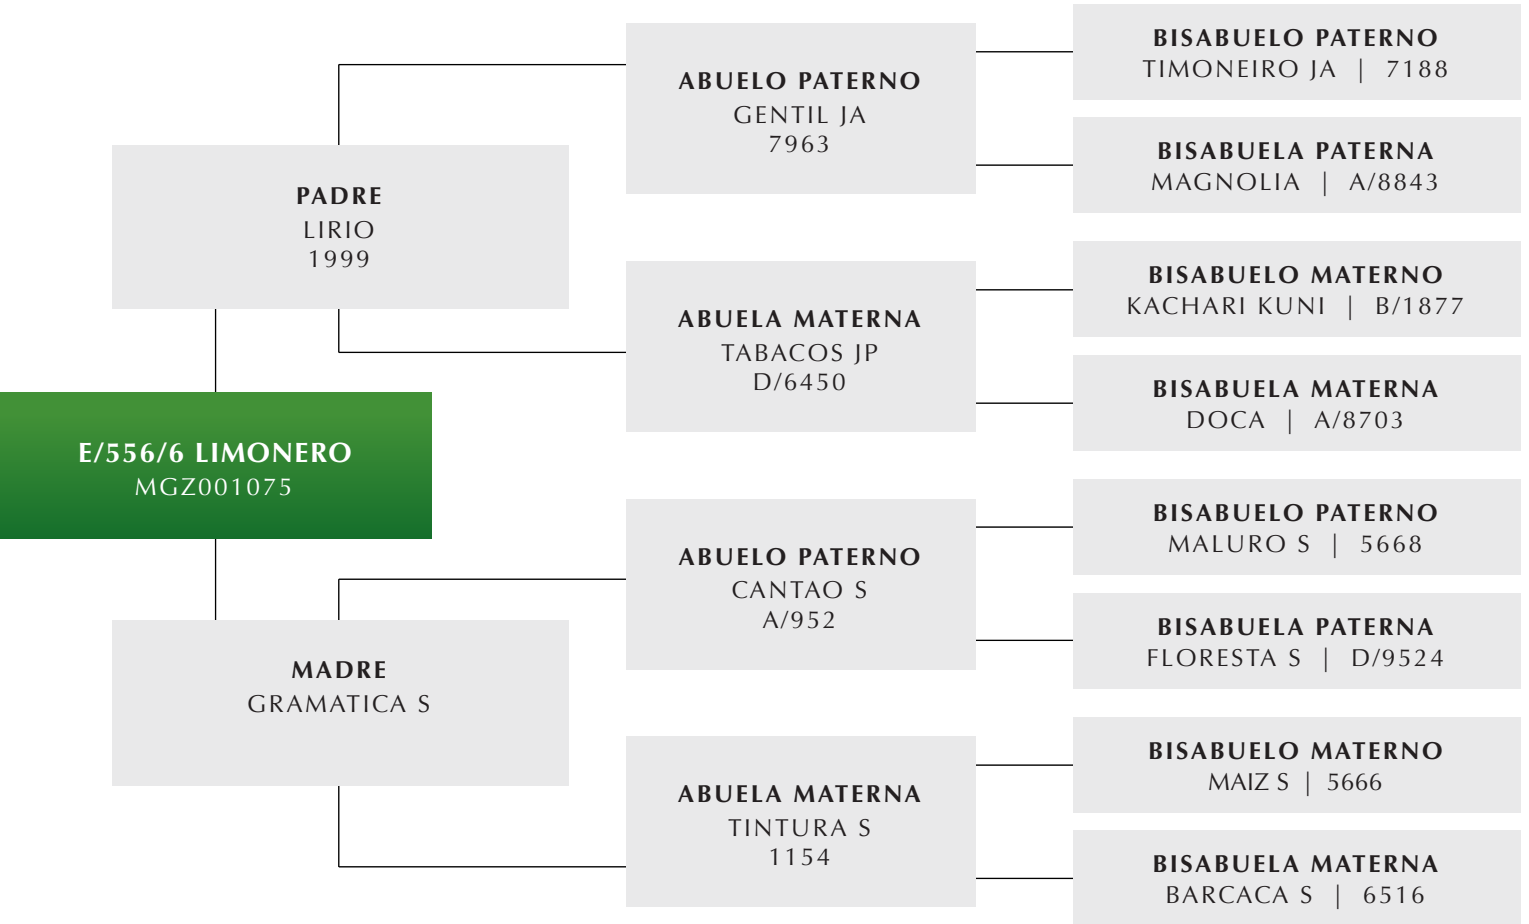 E/556/6 LIMONERO
MGZ001075
PADRE
LIRIO
1999
MADRE
GRAMATICA S
ABUELO PATERNO
GENTIL JA
7963
ABUELA MATERNA
TABACOS JP
D/6450
ABUELO PATERNO
CANTAO S
A/952
ABUELA MATERNA
TINTURA S
1154
BISABUELO PATERNO
TIMONEIRO JA | 7188
BISABUELA PATERNA
MAGNOLIA | A/8843
BISABUELO MATERNO
KACHARI KUNI | B/1877
BISABUELA MATERNA
DOCA | A/8703
BISABUELO PATERNO
MALURO S | 5668
BISABUELA PATERNA
FLORESTA S | D/9524
BISABUELO MATERNO
MAIZ S | 5666
BISABUELA MATERNA
BARCACA S | 6516